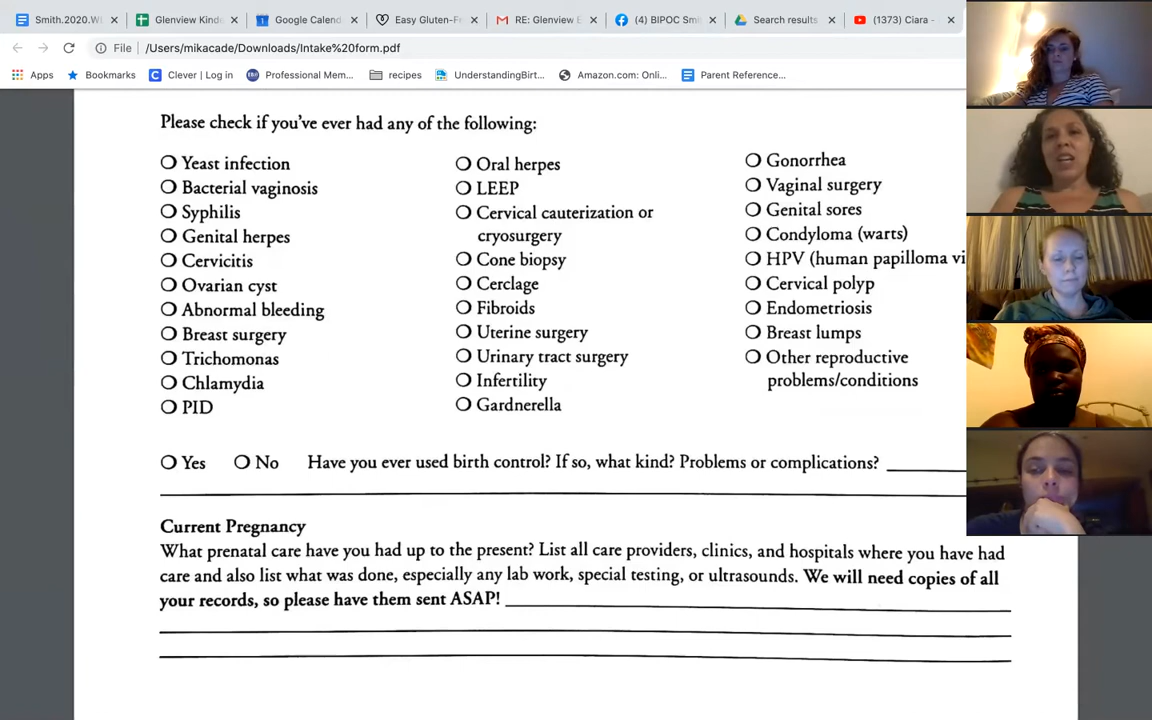 Smith.2020.W
Glenview Kind
Google Calend
Easy Gluten-F
RE: Glenview E
(4) BIPOC Smi
Search results
(1373) Ciara -
File /Users/mikacade/Downloads/Intake%20form.pdf
Apps Bookmarks Clever | Log in Professional Mem... recipes UnderstandingBirt... Amazon.com: Onli... Parent Reference...
Please check if you've ever had any of the following:
Yeast infection
Bacterial vaginosis
Syphilis
Genital herpes
Cervicitis
Ovarian cyst
Abnormal bleeding
Breast surgery
Trichomonas
Chlamydia
PID
Oral herpes
LEEP
Cervical cauterization or
cryosurgery
Cone biopsy
Cerclage
Fibroids
Uterine surgery
Urinary tract surgery
Infertility
Gardnerella
Gonorrhea
Vaginal surgery
Genital sores
Condyloma (warts)
HPV (human papilloma vi
Cervical polyp
Endometriosis
Breast lumps
Other reproductive
problems/conditions
Yes No Have you ever used birth control? If so, what kind? Problems or complications?
Current Pregnancy
What prenatal care have you had up to the present? List all care providers, clinics, and hospitals where you have had
care and also list what was done, especially any lab work, special testing, or ultrasounds. We will need copies of all
your records, so please have them sent ASAP!